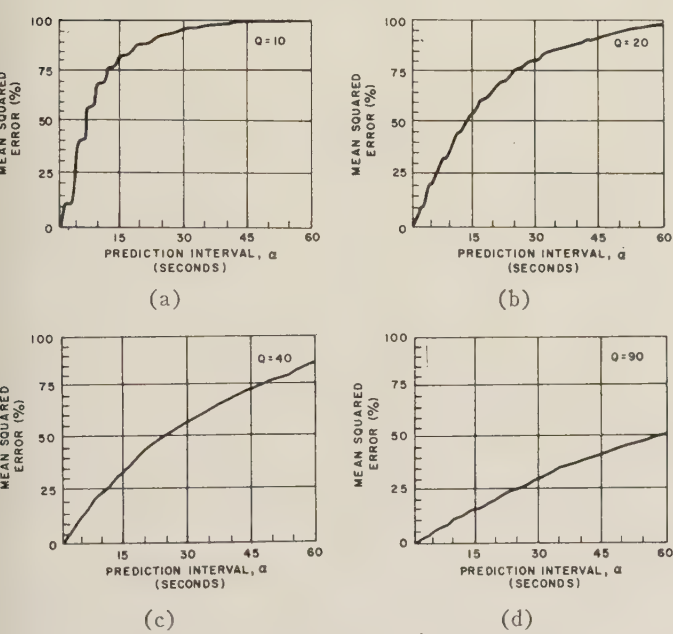 100
75
50
25
0
MEAN SQUARED
ERROR (%)
Q=10
15 30 45 60
PREDICTION INTERVAL, α
(SECONDS)
(a)
100
75
50
25
0
MEAN SQUARED
ERROR (%)
Q=20
15 30 45 60
PREDICTION INTERVAL, α
(SECONDS)
(b)
100
75
50
25
0
MEAN SQUARED
ERROR (%)
Q=40
15 30 45 60
PREDICTION INTERVAL, α
(SECONDS)
(c)
100
75
50
25
0
MEAN SQUARED
ERROR (%)
Q=90
15 30 45 60
PREDICTION INTERVAL, α
(SECONDS)
(d)